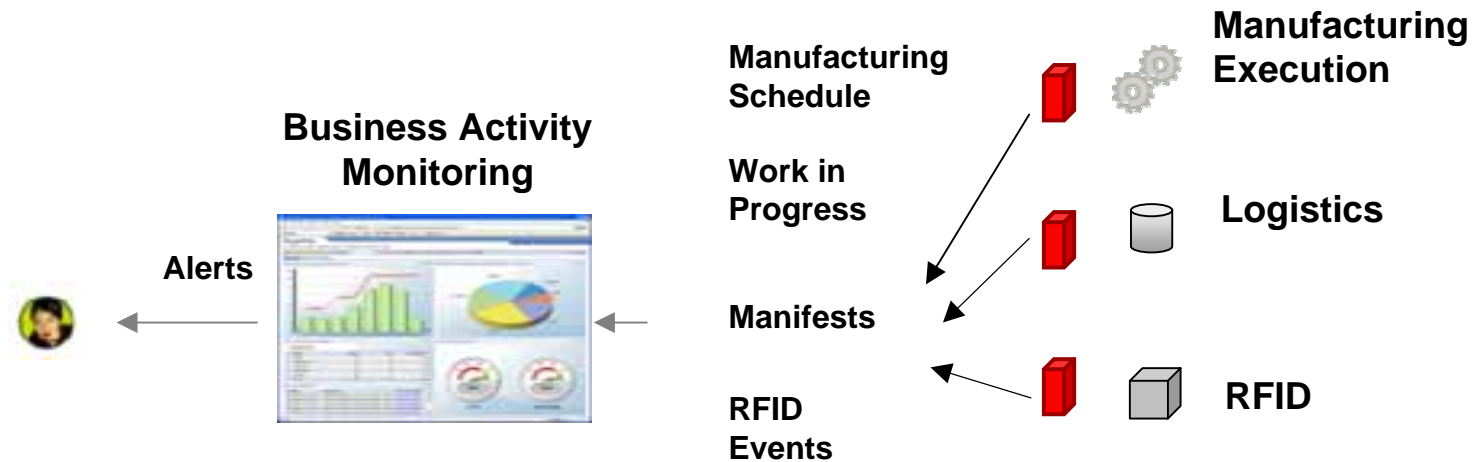 Business Activity
Monitoring
Alerts
Manufacturing
Schedule
Work in
Progress
Manifests
RFID
Events
Manufacturing
Execution
Logistics
RFID